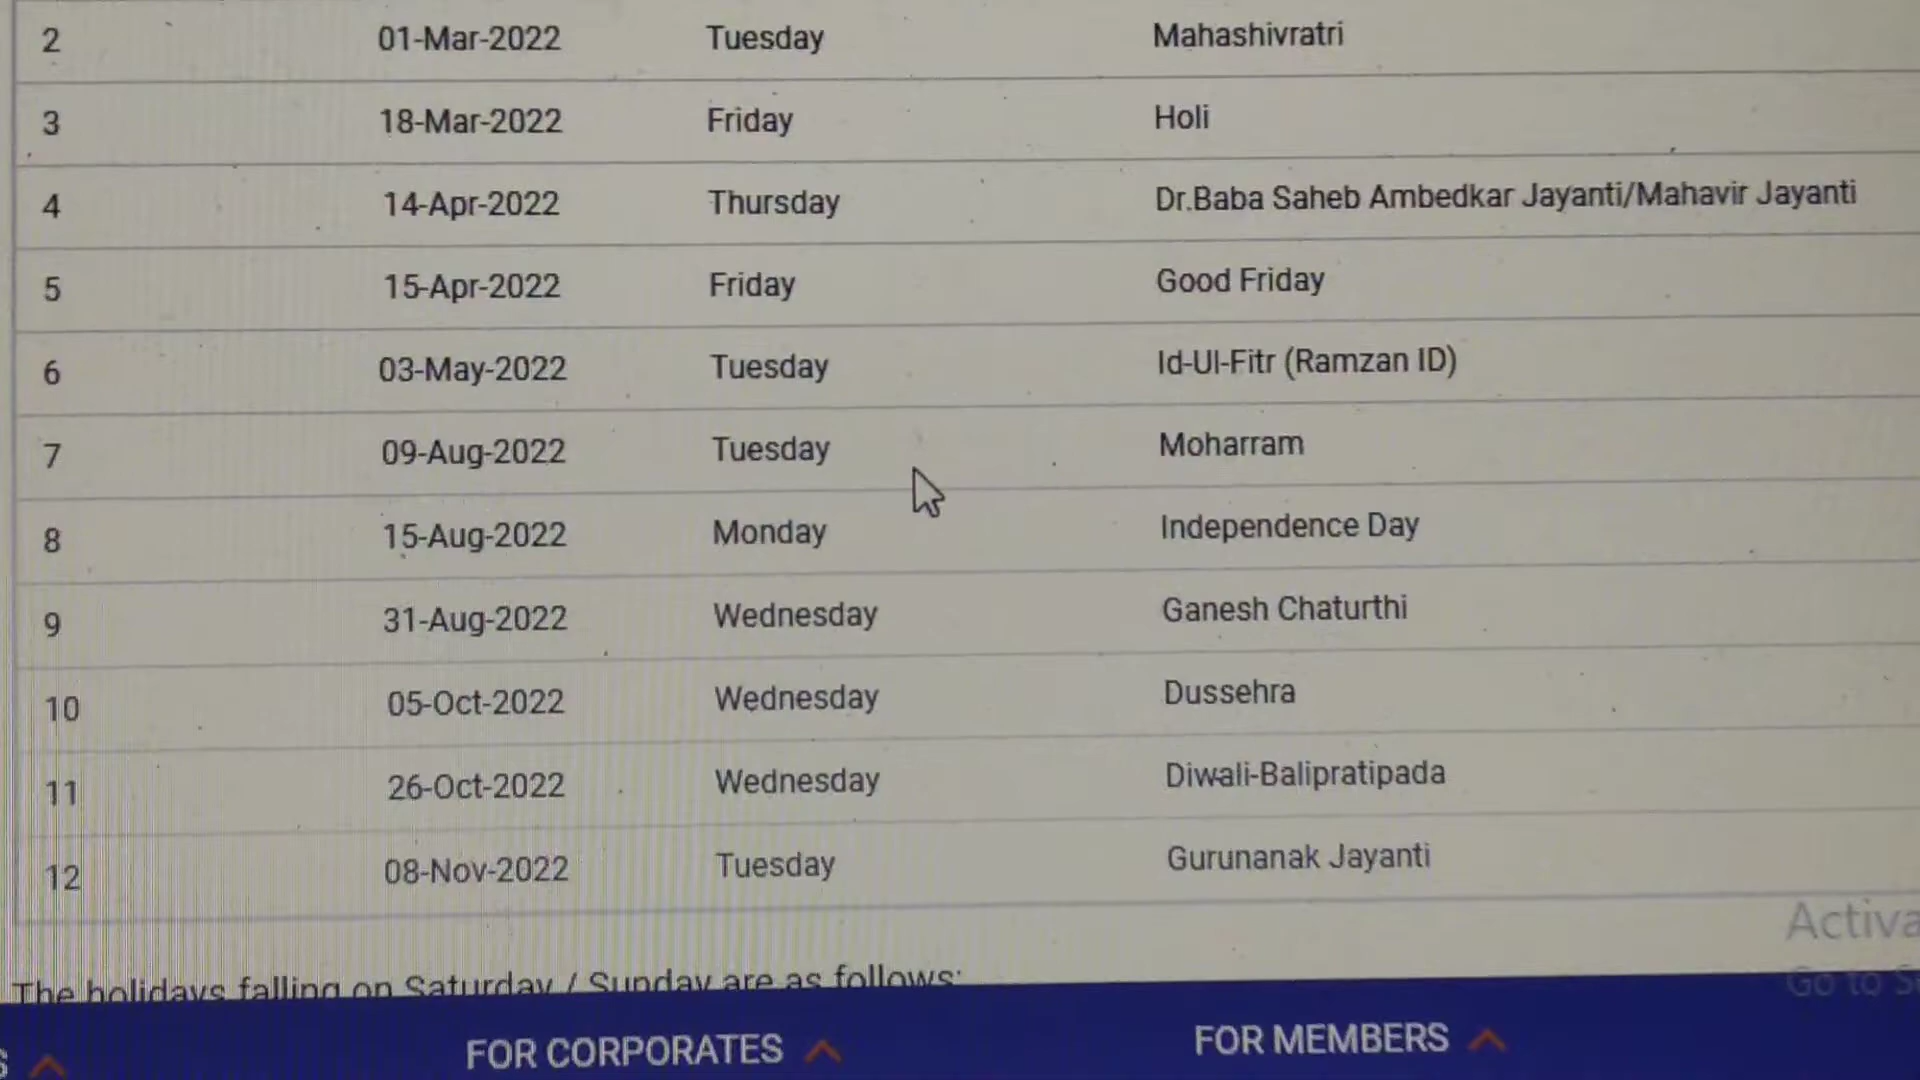 2 01-Mar-2022 Tuesday Mahashivratri
3 18-Mar-2022 Friday Holi
4 14-Apr-2022 Thursday Dr.Baba Saheb Ambedkar Jayanti/Mahavir Jayanti
5 15-Apr-2022 Friday Good Friday
6 03-May-2022 Tuesday Id-Ul-Fitr (Ramzan ID)
7 09-Aug-2022 Tuesday Moharram
8 15-Aug-2022 Monday Independence Day
9 31-Aug-2022 Wednesday Ganesh Chaturthi
10 05-Oct-2022 Wednesday Dussehra
11 26-Oct-2022 Wednesday Diwali-Balipratipada
12 08-Nov-2022 Tuesday Gurunanak Jayanti
Activa
The holidays falling on Saturday / Sunday are as follows:
Go to S
S FOR CORPORATES FOR MEMBERS